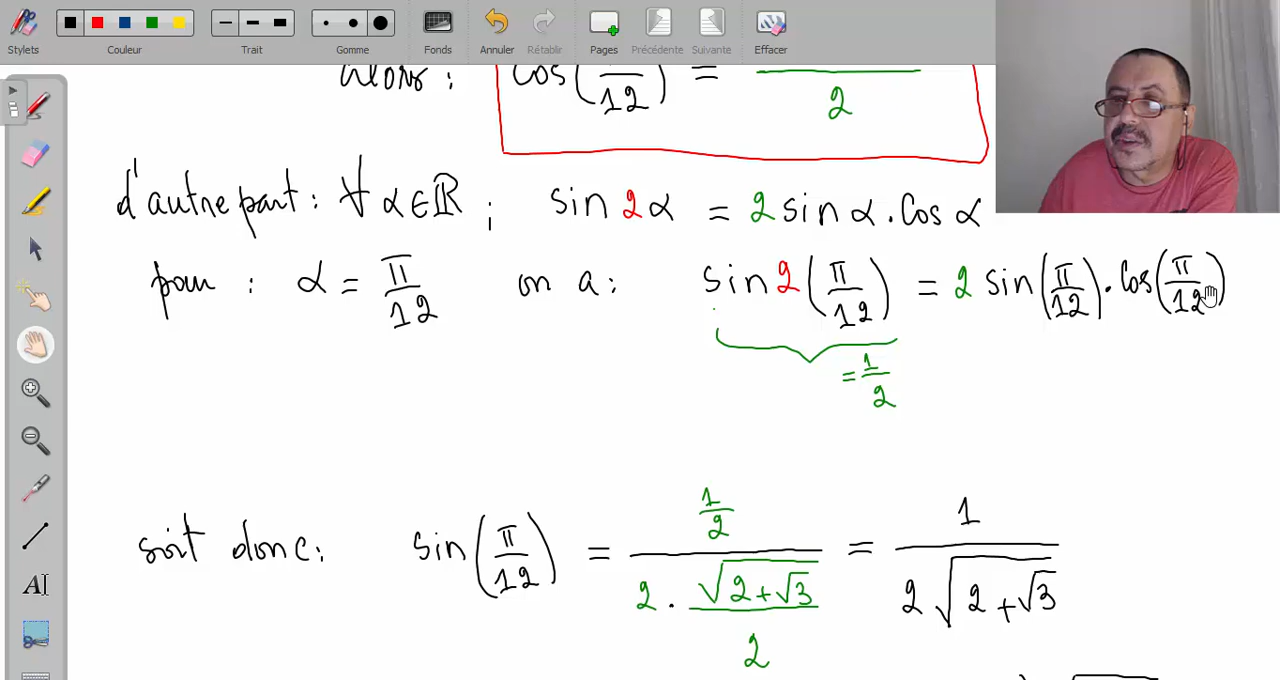 Stylets Couleur Trait Gomme Fonds Annuler Rétablir Pages Précédente Suivante Effacer
alors : cos(π/12) = 2
d'autre part : ∀ α ∈ ℝ ; sin 2α = 2 sin α . cos α
pour : α = π/12 on a : sin 2(π/12) = 2 sin(π/12) . cos(π/12)
= 1/2
soit donc : sin(π/12) = (1/2)/(2 . √(2+√3)/2) = 1/(2√(2+√3))
AI